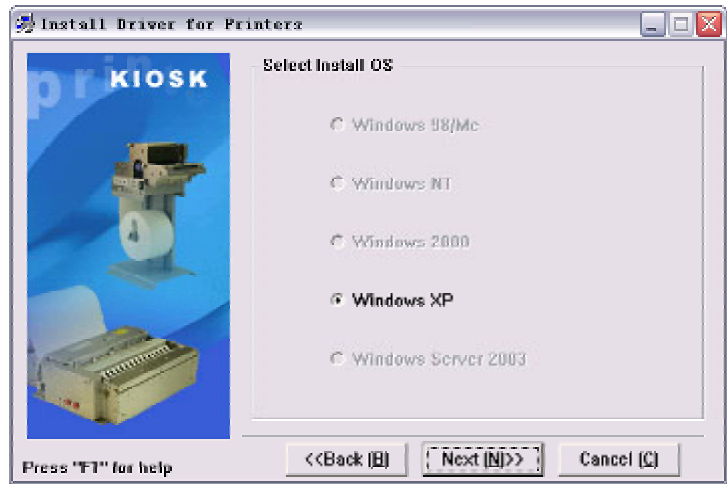 Install Driver for Printers
prin
KIOSK
Select Install OS
Windows 98/Me
Windows NT
Windows 2000
Windows XP
Windows Server 2003
<<Back (B)
Next (N)>>
Cancel (C)
Press "F1" for help